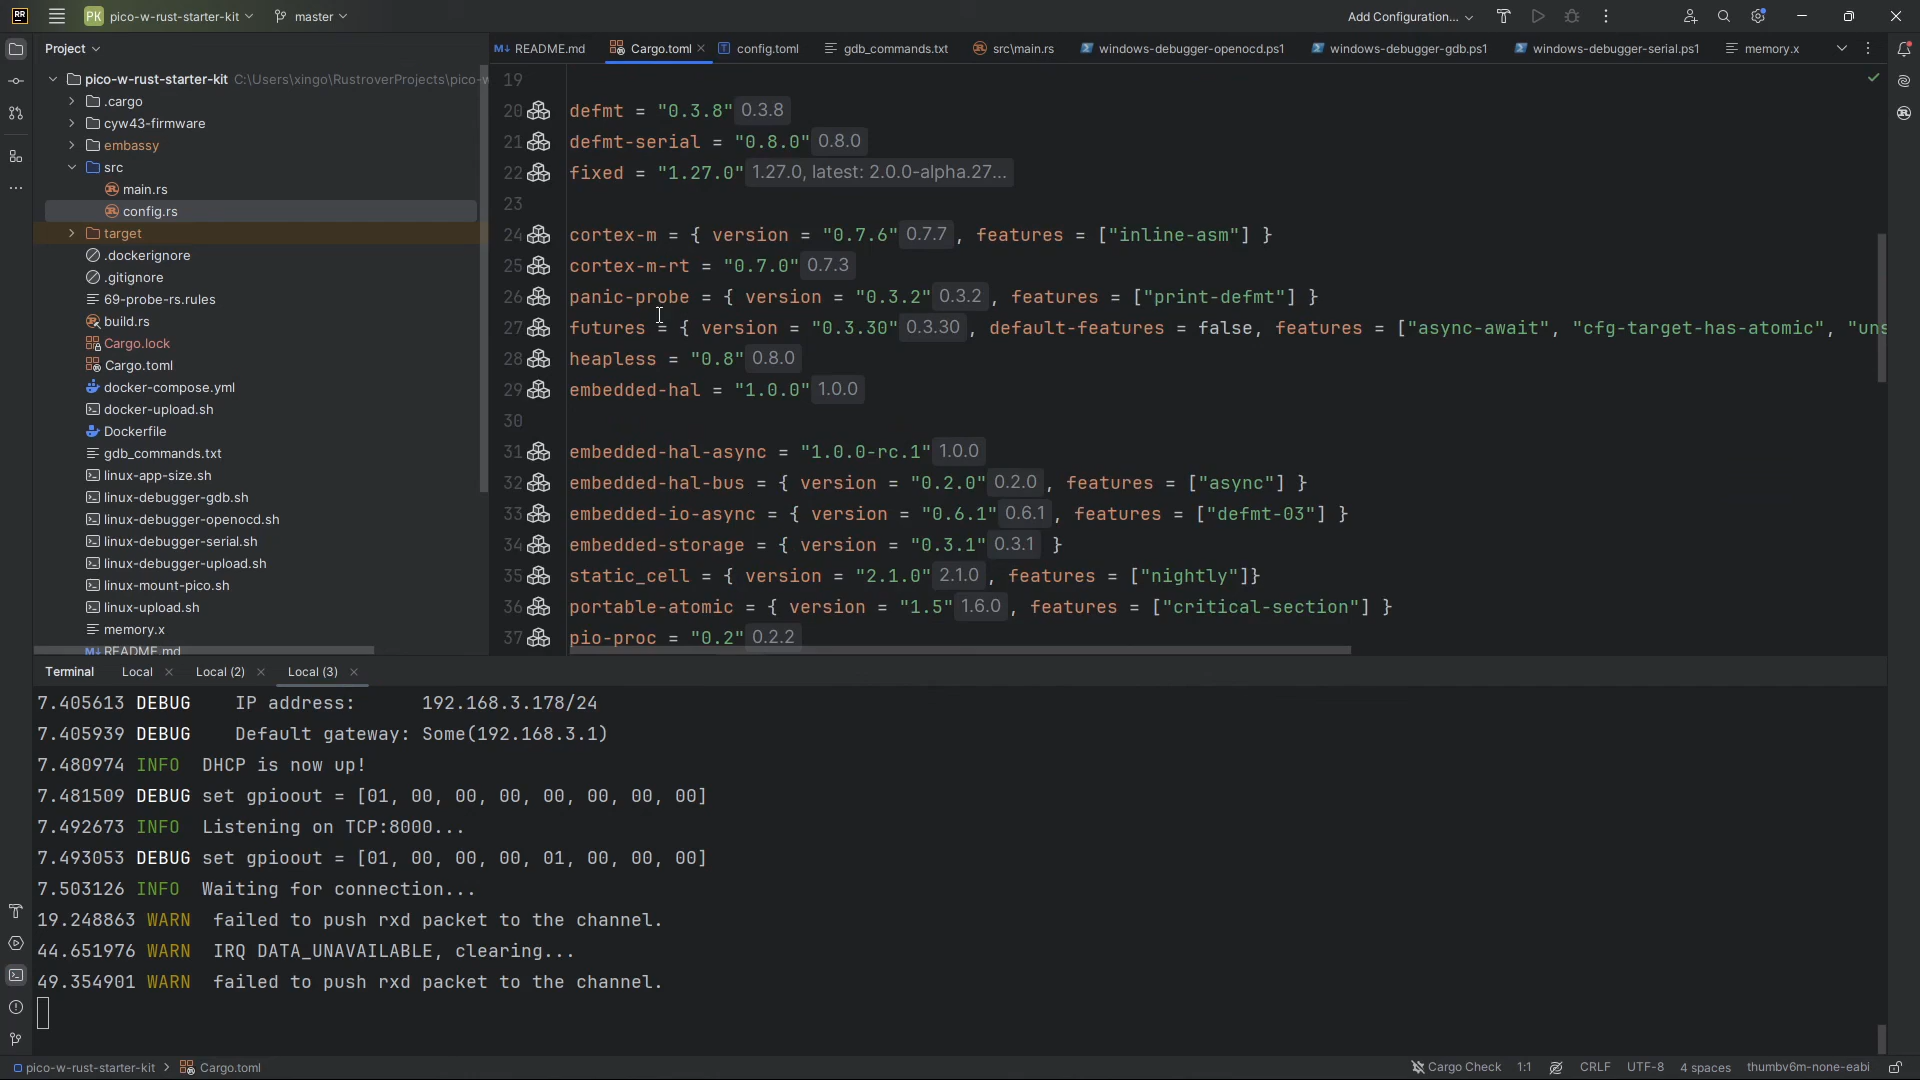 RR
PK pico-w-rust-starter-kit
master
Add Configuration...
Project
README.md
Cargo.toml
config.toml
gdb_commands.txt
src\main.rs
windows-debugger-openocd.ps1
windows-debugger-gdb.ps1
windows-debugger-serial.ps1
memory.x
pico-w-rust-starter-kit C:\Users\xingo\RustroverProjects\pico-w
.cargo
cyw43-firmware
embassy
src
main.rs
config.rs
target
.dockerignore
.gitignore
69-probe-rs.rules
build.rs
Cargo.lock
Cargo.toml
docker-compose.yml
docker-upload.sh
Dockerfile
gdb_commands.txt
linux-app-size.sh
linux-debugger-gdb.sh
linux-debugger-openocd.sh
linux-debugger-serial.sh
linux-debugger-upload.sh
linux-mount-pico.sh
linux-upload.sh
memory.x
README.md
19
20 defmt = "0.3.8" 0.3.8
21 defmt-serial = "0.8.0" 0.8.0
22 fixed = "1.27.0" 1.27.0, latest: 2.0.0-alpha.27...
23
24 cortex-m = { version = "0.7.6" 0.7.7 , features = ["inline-asm"] }
25 cortex-m-rt = "0.7.0" 0.7.3
26 panic-probe = { version = "0.3.2" 0.3.2 , features = ["print-defmt"] }
27 futures = { version = "0.3.30" 0.3.30 , default-features = false, features = ["async-await", "cfg-target-has-atomic", "uns
28 heapless = "0.8" 0.8.0
29 embedded-hal = "1.0.0" 1.0.0
30
31 embedded-hal-async = "1.0.0-rc.1" 1.0.0
32 embedded-hal-bus = { version = "0.2.0" 0.2.0 , features = ["async"] }
33 embedded-io-async = { version = "0.6.1" 0.6.1 , features = ["defmt-03"] }
34 embedded-storage = { version = "0.3.1" 0.3.1 }
35 static_cell = { version = "2.1.0" 2.1.0 , features = ["nightly"]}
36 portable-atomic = { version = "1.5" 1.6.0 , features = ["critical-section"] }
37 pio-proc = "0.2" 0.2.2
Terminal Local Local (2) Local (3)
7.405613 DEBUG IP address: 192.168.3.178/24
7.405939 DEBUG Default gateway: Some(192.168.3.1)
7.480974 INFO DHCP is now up!
7.481509 DEBUG set gpioout = [01, 00, 00, 00, 00, 00, 00, 00]
7.492673 INFO Listening on TCP:8000...
7.493053 DEBUG set gpioout = [01, 00, 00, 00, 01, 00, 00, 00]
7.503126 INFO Waiting for connection...
19.248863 WARN failed to push rxd packet to the channel.
44.651976 WARN IRQ DATA_UNAVAILABLE, clearing...
49.354901 WARN failed to push rxd packet to the channel.
pico-w-rust-starter-kit > Cargo.toml
Cargo Check 1:1 CRLF UTF-8 4 spaces thumbv6m-none-eabi